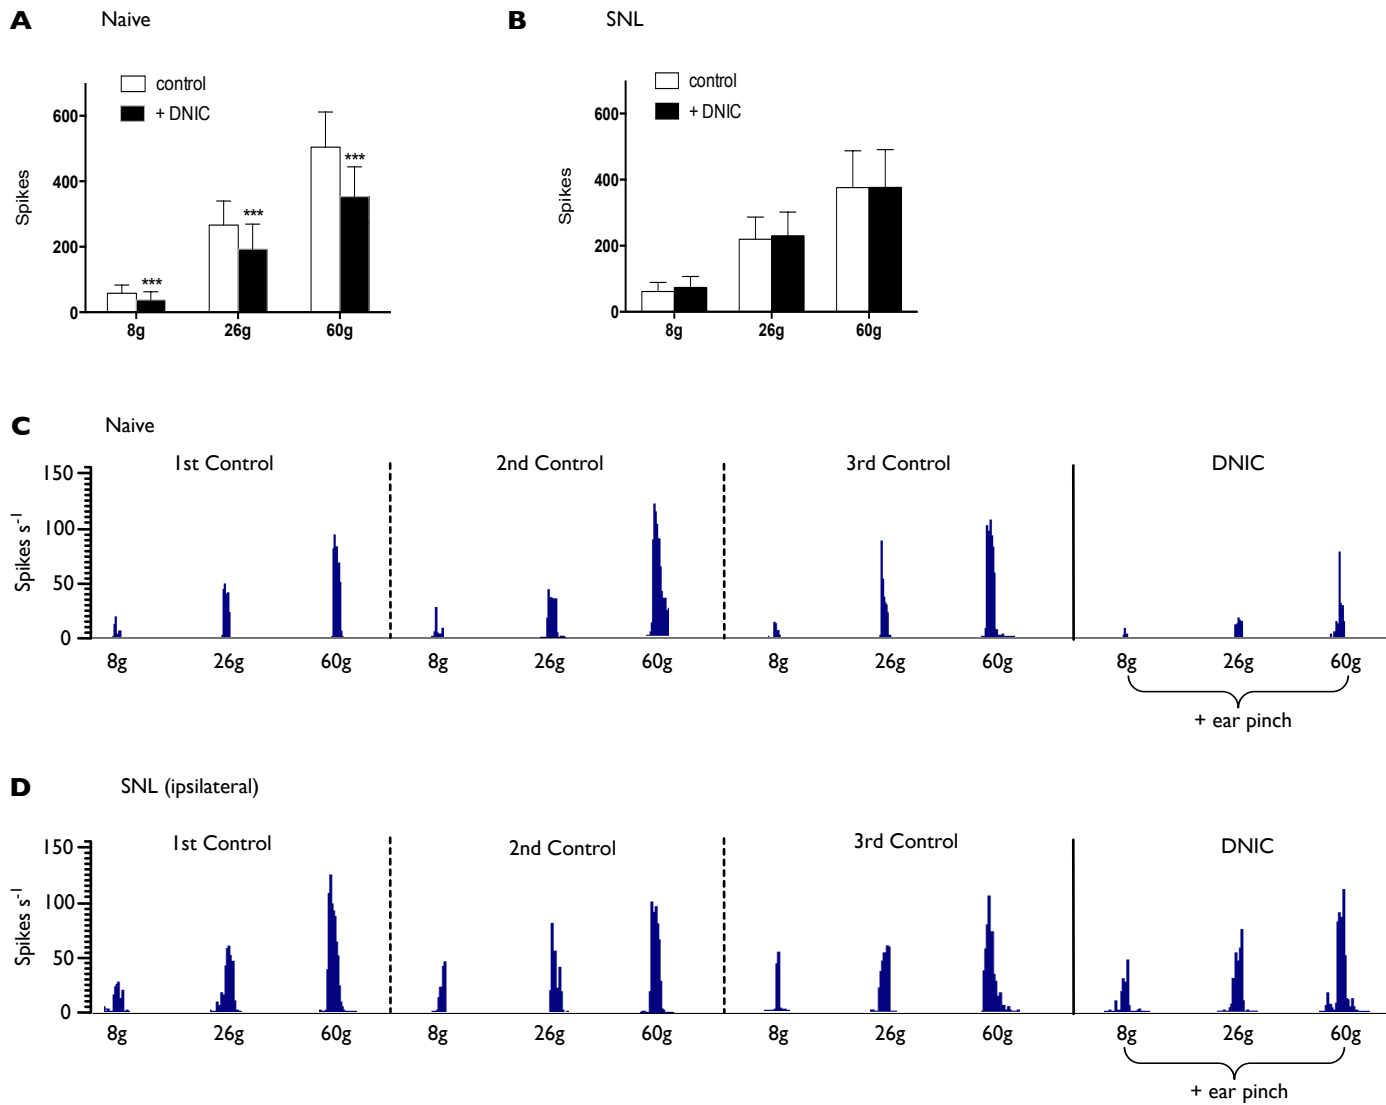 A Naive
control
+ DNIC
Spikes
600
400
200
0
***
***
***
8g 26g 60g
B SNL
control
+ DNIC
Spikes
600
400
200
0
8g 26g 60g
C Naive
1st Control 2nd Control 3rd Control DNIC
Spikes s-1
150
100
50
0
8g 26g 60g 8g 26g 60g 8g 26g 60g 8g 26g 60g
+ ear pinch
D SNL (ipsilateral)
1st Control 2nd Control 3rd Control DNIC
Spikes s-1
150
100
50
0
8g 26g 60g 8g 26g 60g 8g 26g 60g 8g 26g 60g
+ ear pinch